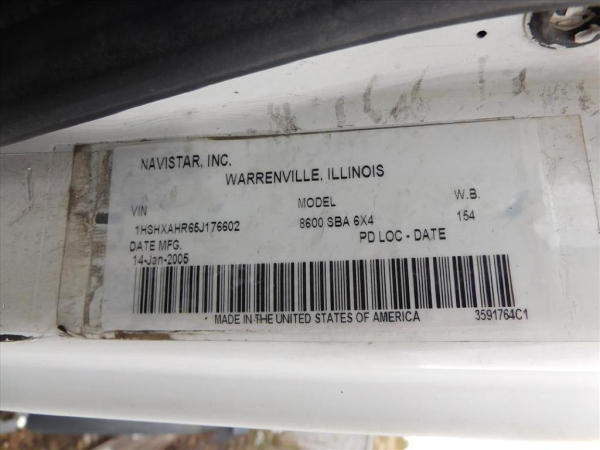 NAVISTAR, INC.
WARRENVILLE, ILLINOIS
VIN MODEL W.B.
1HSHXAHR65J176602 8600 SBA 6X4 154
DATE MFG. PD LOC - DATE
14-Jan-2005
MADE IN THE UNITED STATES OF AMERICA 3591764C1